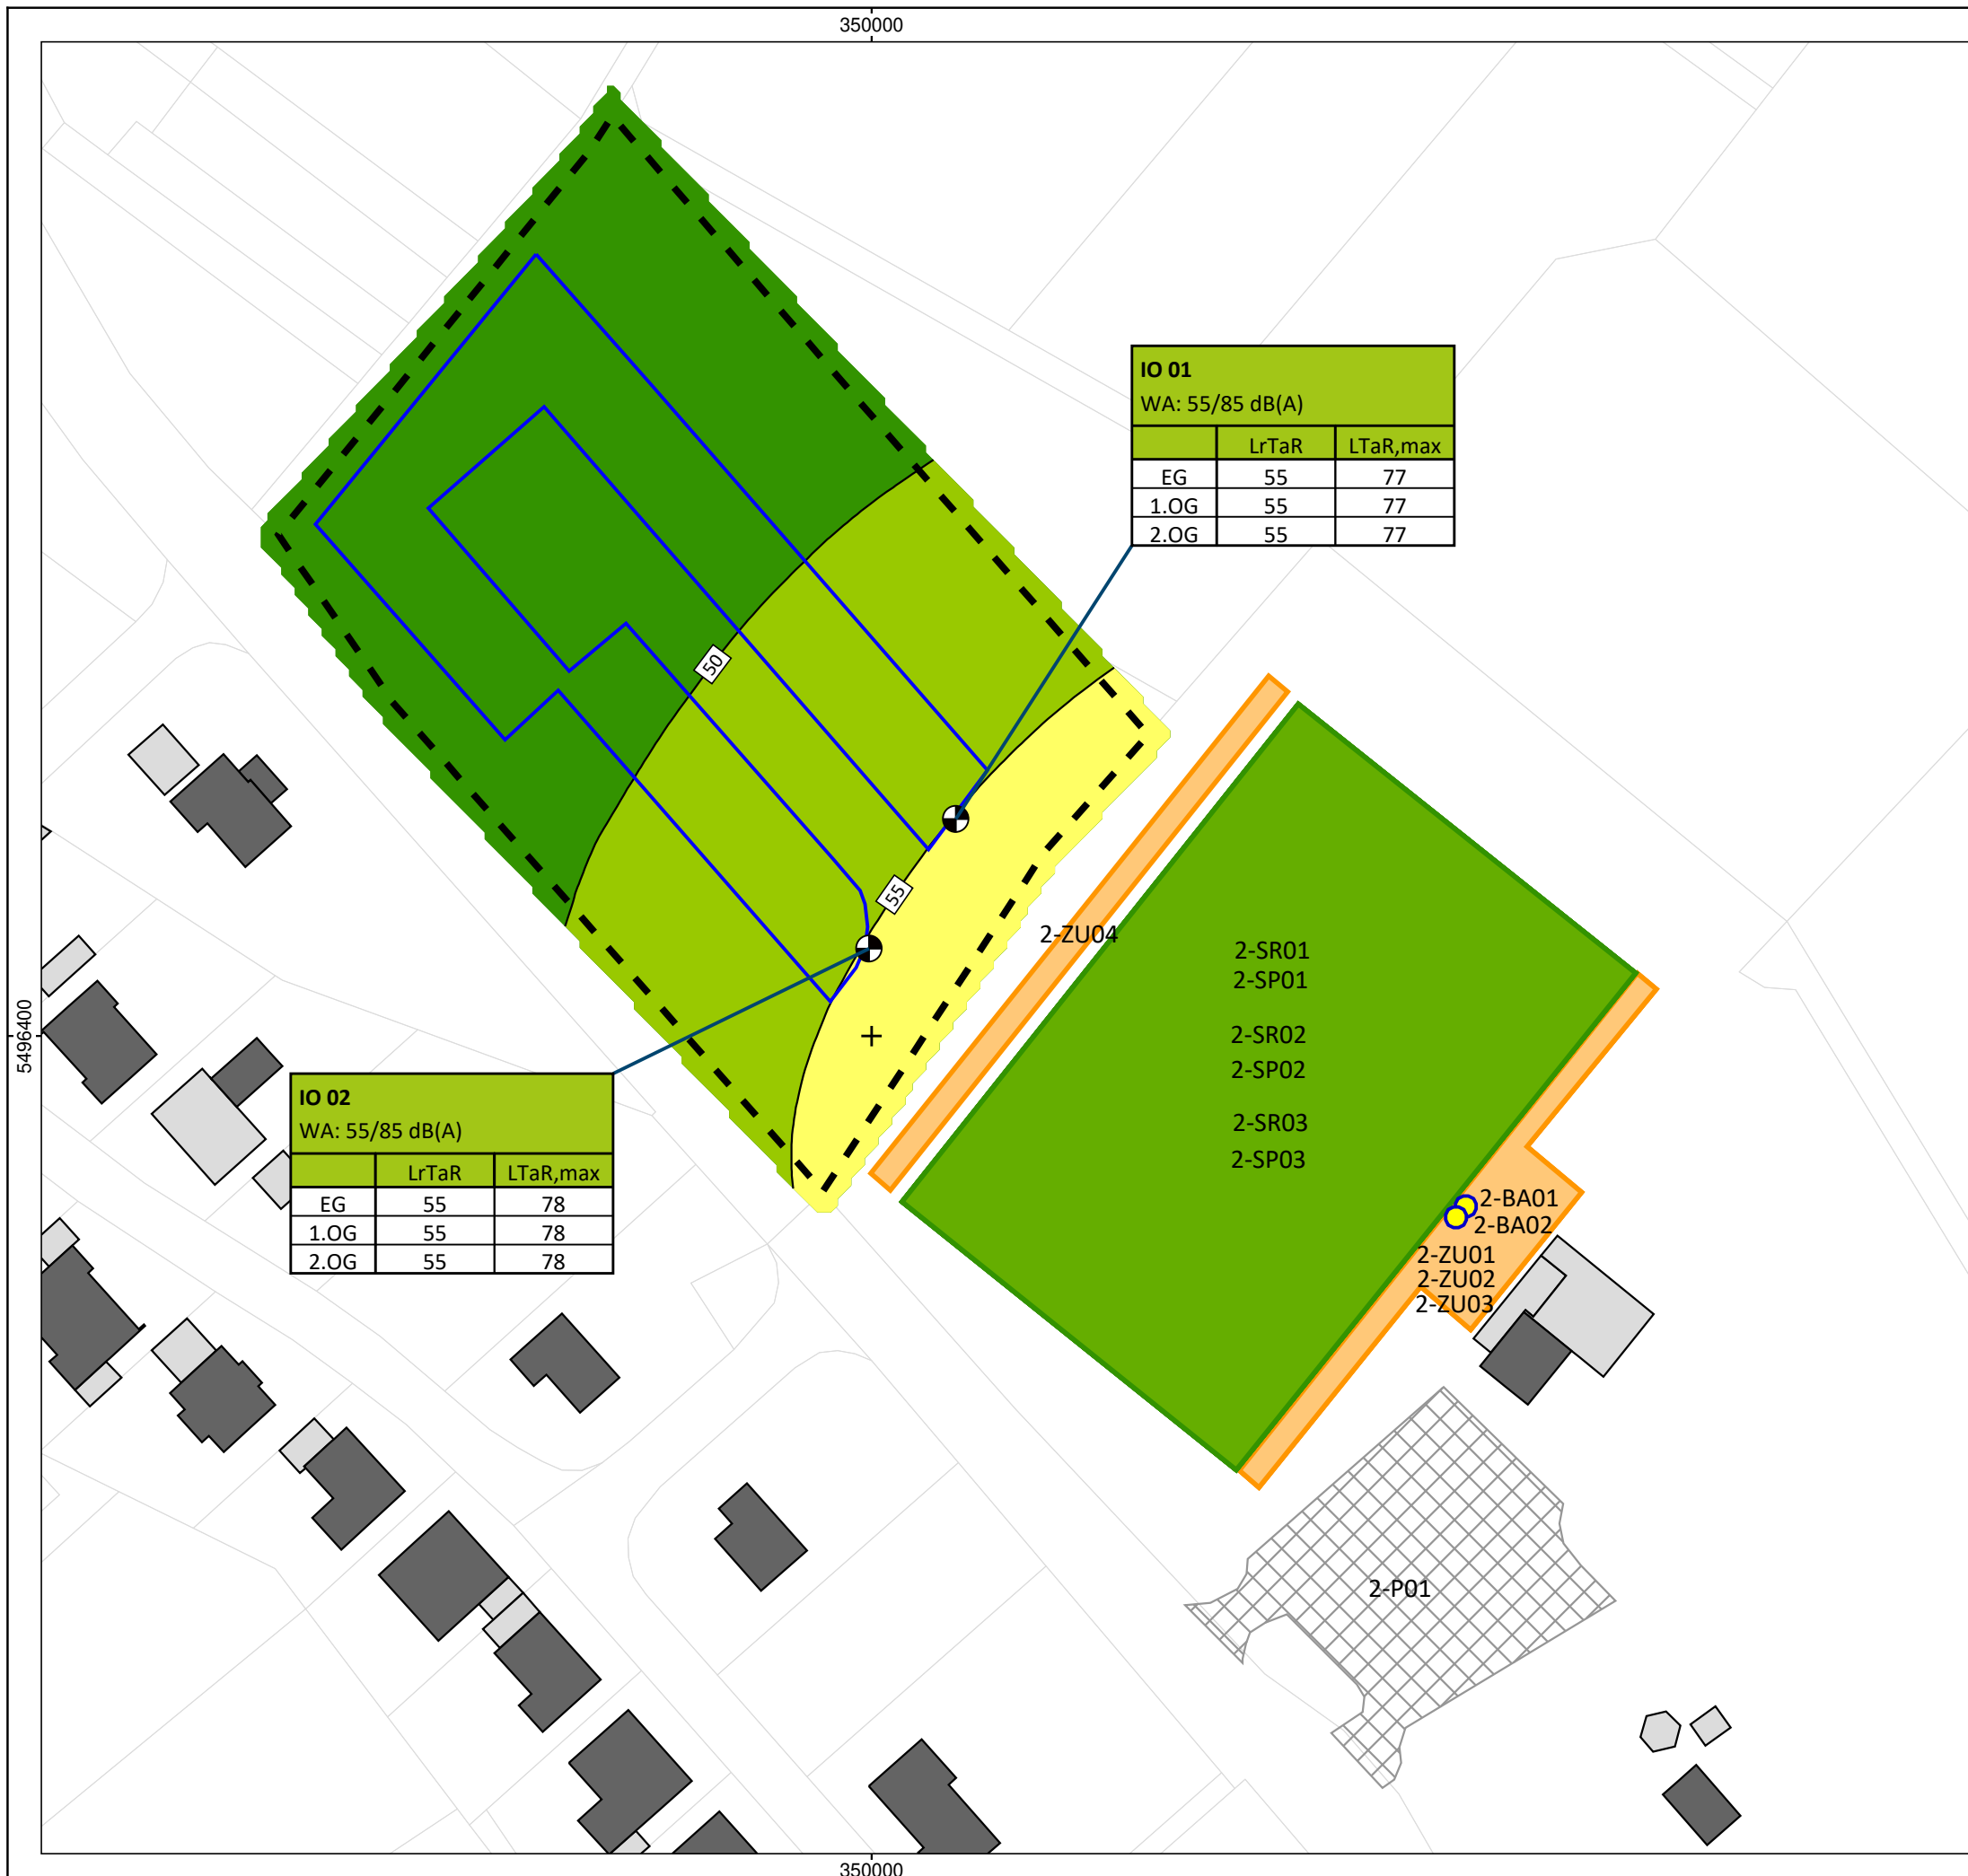 350000
IO 01
WA: 55/85 dB(A)
LrTaR LTaR,max
EG 55 77
1.OG 55 77
2.OG 55 77
50
55
2-ZU04
2-SR01
2-SP01
2-SR02
2-SP02
2-SR03
2-SP03
5496400
IO 02
WA: 55/85 dB(A)
LrTaR LTaR,max
EG 55 78
1.OG 55 78
2.OG 55 78
2-BA01
2-BA02
2-ZU01
2-ZU02
2-ZU03
2-P01
350000